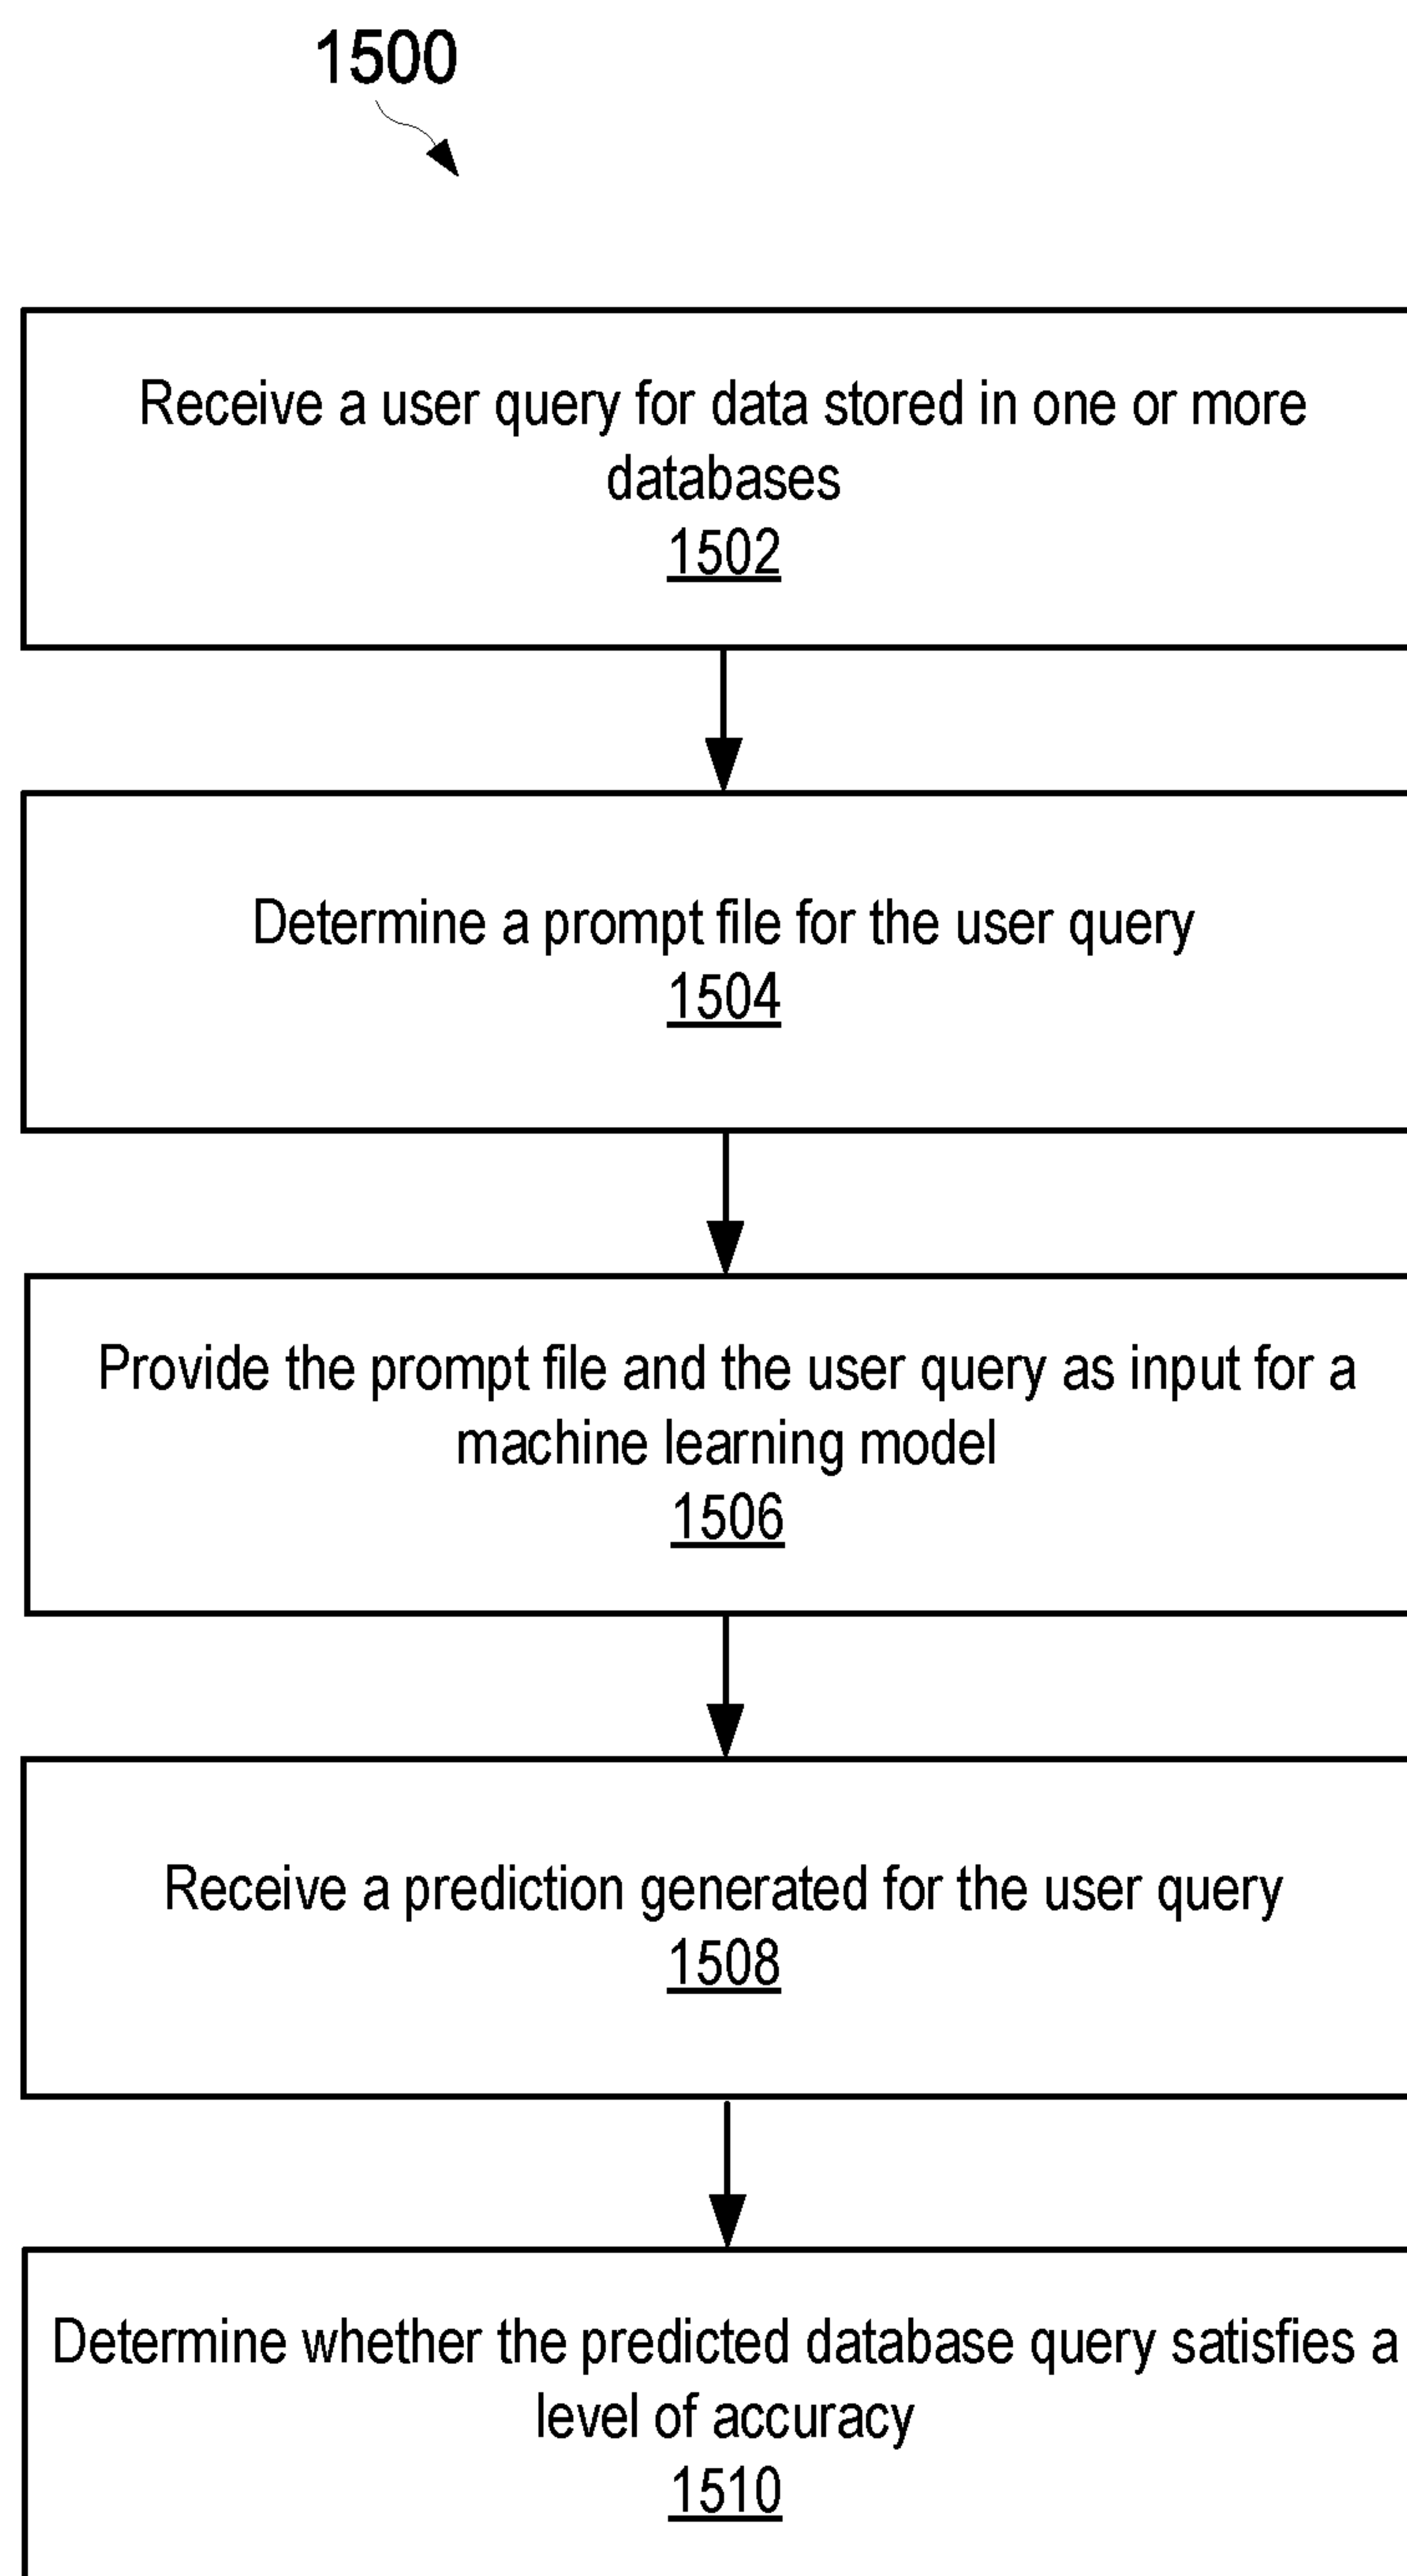 1500
Receive a user query for data stored in one or more
databases
1502
Determine a prompt file for the user query
1504
Provide the prompt file and the user query as input for a
machine learning model
1506
Receive a prediction generated for the user query
1508
Determine whether the predicted database query satisfies a
level of accuracy
1510